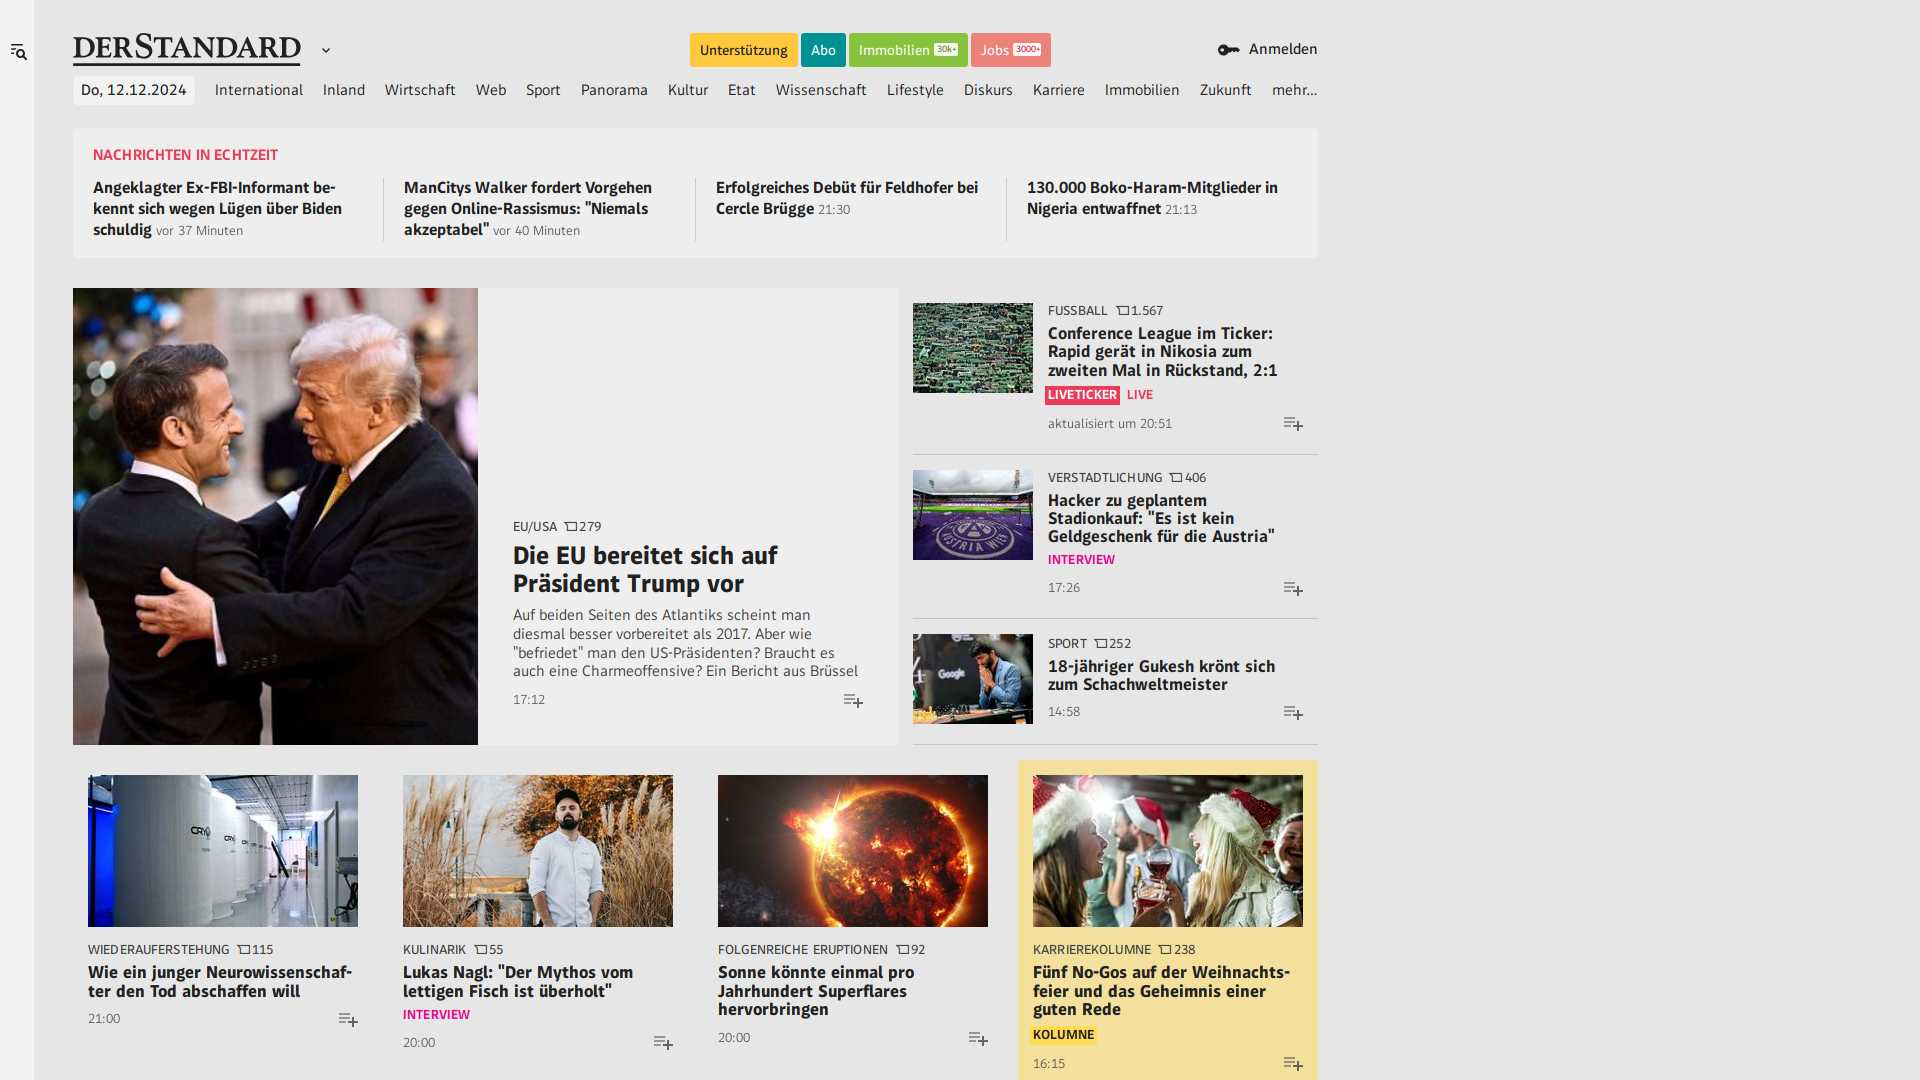 DERSTANDARD
Unterstützung Abo Immobilien 30k+ Jobs 3000+
Anmelden
Do, 12.12.2024 International Inland Wirtschaft Web Sport Panorama Kultur Etat Wissenschaft Lifestyle Diskurs Karriere Immobilien Zukunft mehr...
NACHRICHTEN IN ECHTZEIT
Angeklagter Ex-FBI-Informant be-
kennt sich wegen Lügen über Biden
schuldig vor 37 Minuten
ManCitys Walker fordert Vorgehen
gegen Online-Rassismus: "Niemals
akzeptabel" vor 40 Minuten
Erfolgreiches Debüt für Feldhofer bei
Cercle Brügge 21:30
130.000 Boko-Haram-Mitglieder in
Nigeria entwaffnet 21:13
EU/USA 279
Die EU bereitet sich auf
Präsident Trump vor
Auf beiden Seiten des Atlantiks scheint man
diesmal besser vorbereitet als 2017. Aber wie
"befriedet" man den US-Präsidenten? Braucht es
auch eine Charmeoffensive? Ein Bericht aus Brüssel
17:12
FUSSBALL 1.567
Conference League im Ticker:
Rapid gerät in Nikosia zum
zweiten Mal in Rückstand, 2:1
LIVETICKER LIVE
aktualisiert um 20:51
AUSTRIA WIEN
VERSTADTLICHUNG 406
Hacker zu geplantem
Stadionkauf: "Es ist kein
Geldgeschenk für die Austria"
INTERVIEW
17:26
Google
SPORT 252
18-jähriger Gukesh krönt sich
zum Schachweltmeister
14:58
CRYO
WIEDERAUFERSTEHUNG 115
Wie ein junger Neurowissenschaf-
ter den Tod abschaffen will
21:00
KULINARIK 55
Lukas Nagl: "Der Mythos vom
lettigen Fisch ist überholt"
INTERVIEW
20:00
FOLGENREICHE ERUPTIONEN 92
Sonne könnte einmal pro
Jahrhundert Superflares
hervorbringen
20:00
KARRIEREKOLUMNE 238
Fünf No-Gos auf der Weihnachts-
feier und das Geheimnis einer
guten Rede
KOLUMNE
16:15